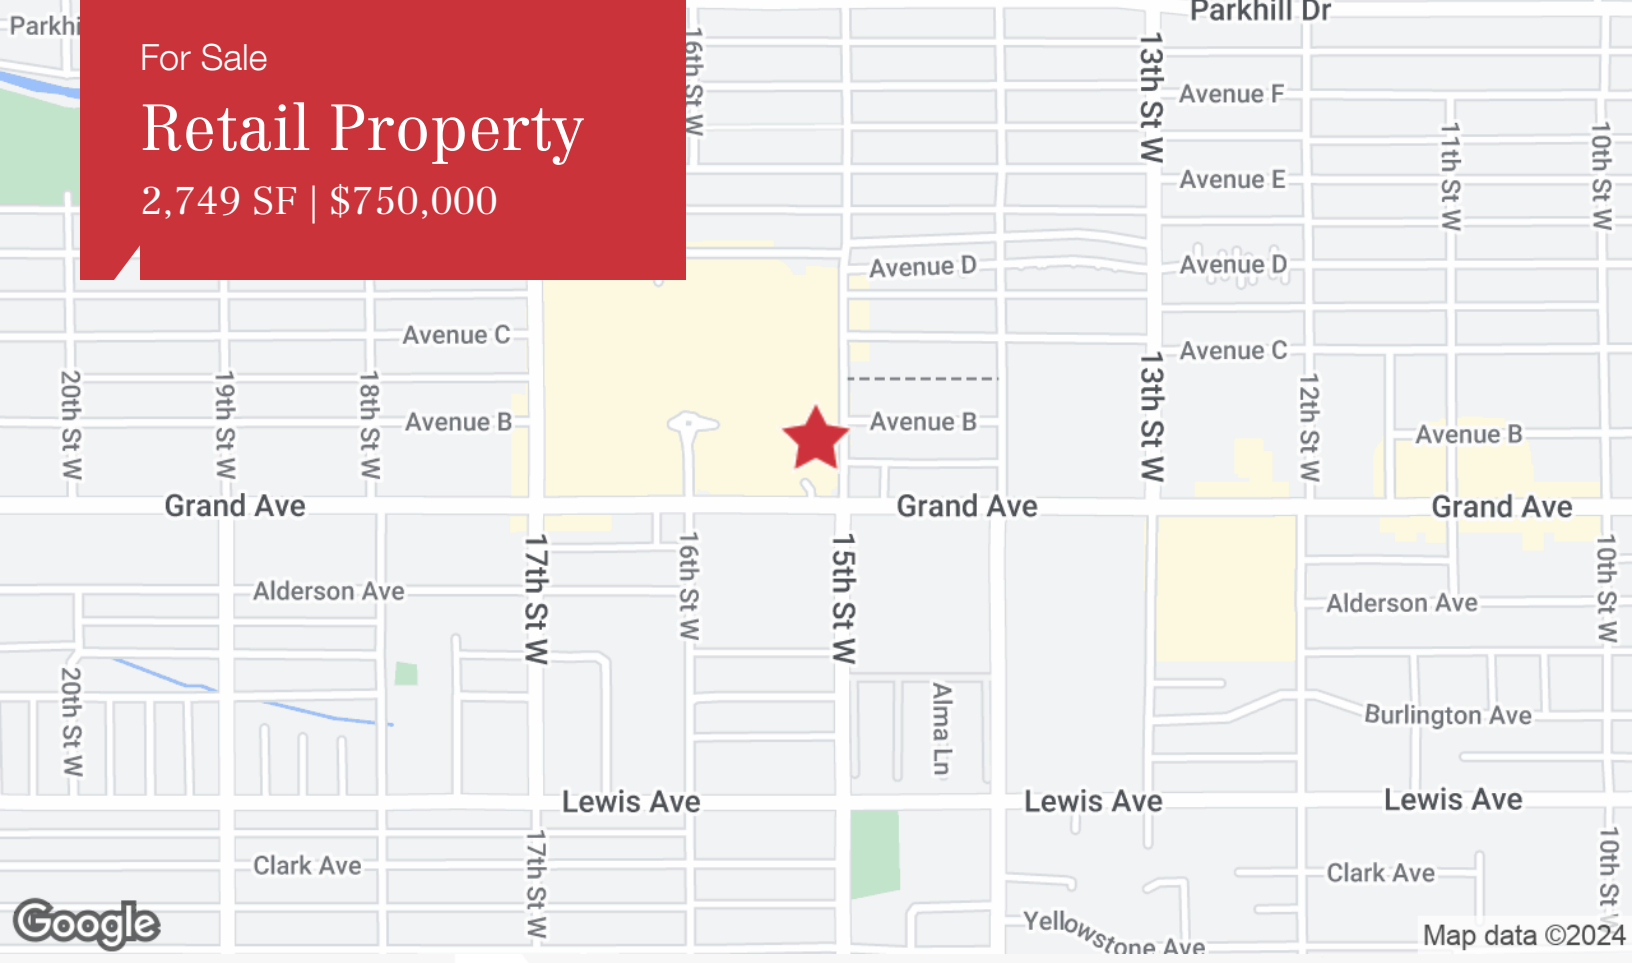 Parkhi
For Sale
Retail Property
2,749 SF | $750,000
Parkhill Dr
16th St W
13th St W
Avenue F
11th St W
10th St W
Avenue E
Avenue D
Avenue D
Avenue C
Avenue C
20th St W
19th St W
18th St W
Avenue B
Avenue B
13th St W
12th St W
Avenue B
Grand Ave
Grand Ave
Grand Ave
17th St W
16th St W
15th St W
10th St W
Alderson Ave
Alderson Ave
20th St W
Alma Ln
Burlington Ave
Lewis Ave
Lewis Ave
Lewis Ave
17th St W
10th St W
Clark Ave
Clark Ave
Google
Yellowstone Ave
Map data ©2024